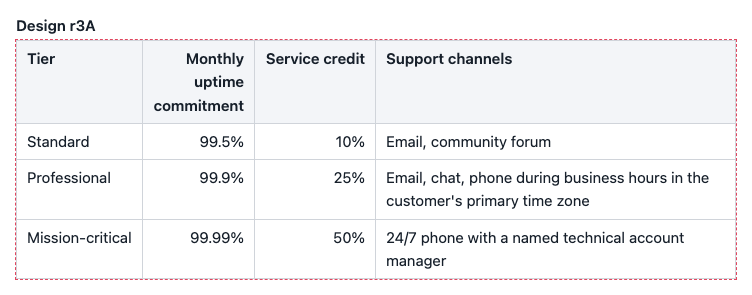 Design r3A
Tier
Monthly
uptime
commitment
Service credit
Support channels
Standard
99.5%
10%
Email, community forum
Professional
99.9%
25%
Email, chat, phone during business hours in the
customer's primary time zone
Mission-critical
99.99%
50%
24/7 phone with a named technical account
manager